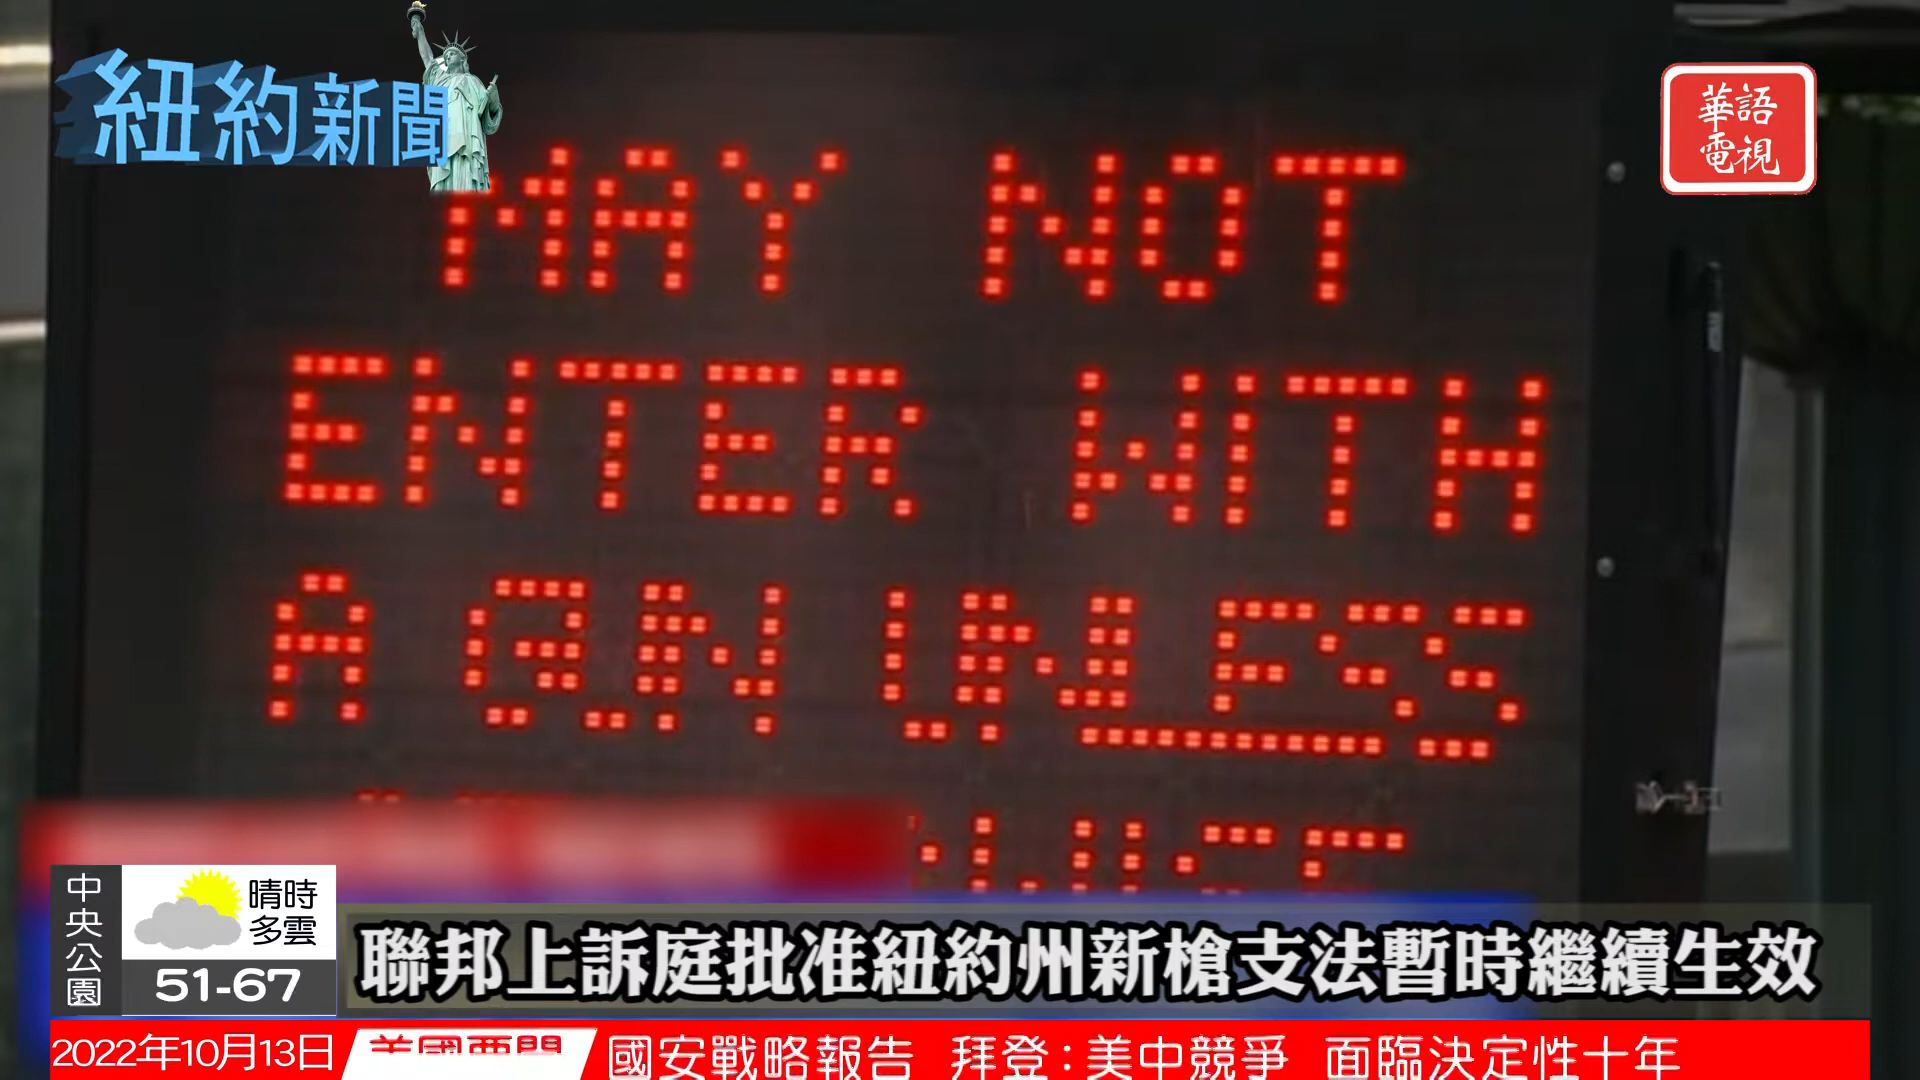 紐約新聞
華語
電視
MAY NOT
ENTER WITH
A GUN UNLESS
中央公園
晴時
多雲
51-67
聯邦上訴庭批准紐約州新槍支法暫時繼續生效
2022年10月13日
國安戰略報告 拜登:美中競爭 面臨決定性十年